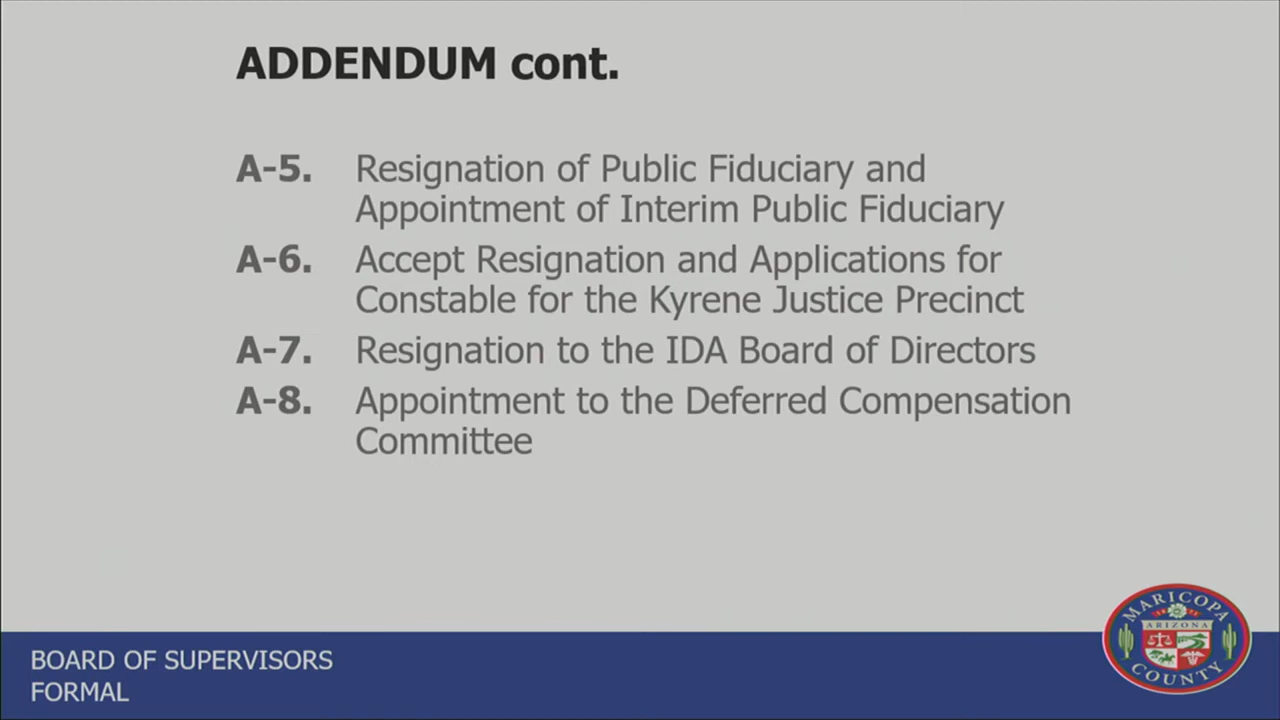 ADDENDUM cont.
A-5. Resignation of Public Fiduciary and
Appointment of Interim Public Fiduciary
A-6. Accept Resignation and Applications for
Constable for the Kyrene Justice Precinct
A-7. Resignation to the IDA Board of Directors
A-8. Appointment to the Deferred Compensation
Committee
BOARD OF SUPERVISORS
FORMAL
MARICOPA
ARIZONA
COUNTY